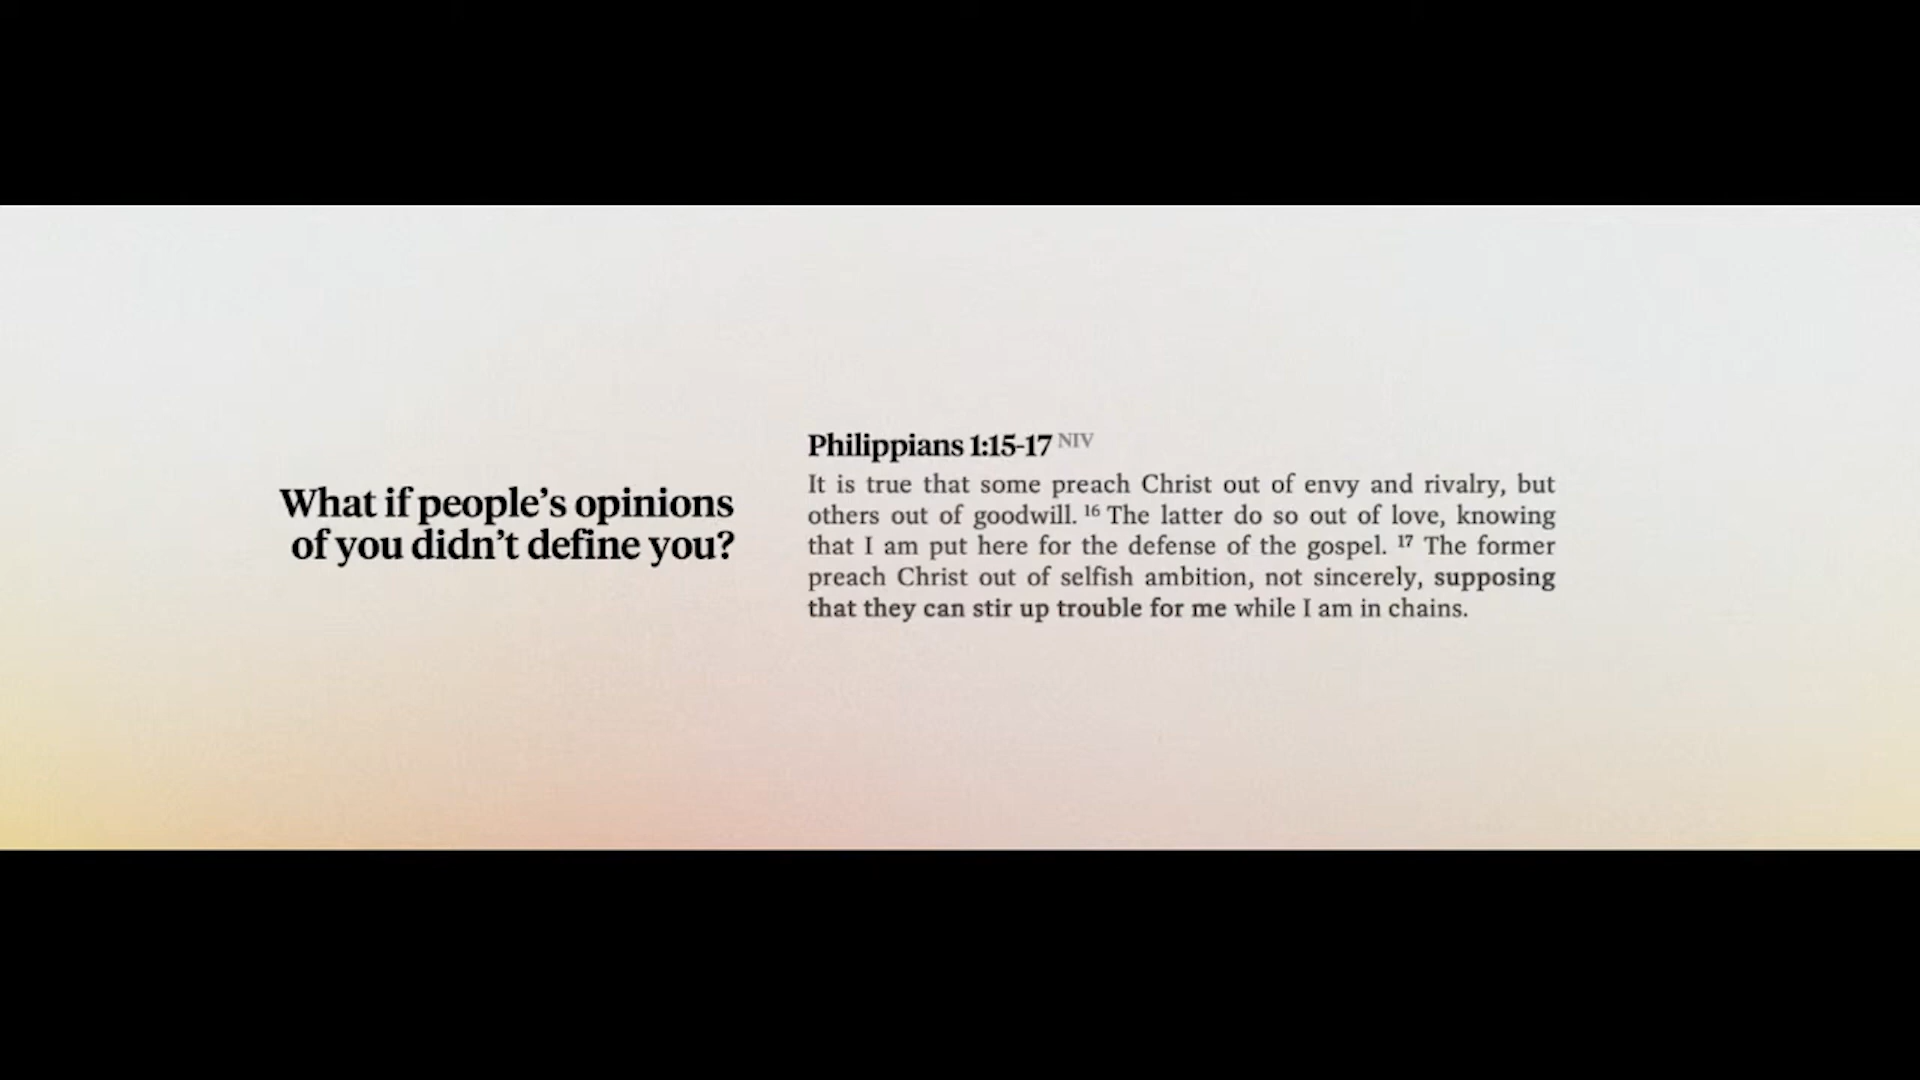 What if people's opinions
of you didn't define you?
Philippians 1:15-17 NIV
It is true that some preach Christ out of envy and rivalry, but
others out of goodwill. 16 The latter do so out of love, knowing
that I am put here for the defense of the gospel. 17 The former
preach Christ out of selfish ambition, not sincerely, supposing
that they can stir up trouble for me while I am in chains.